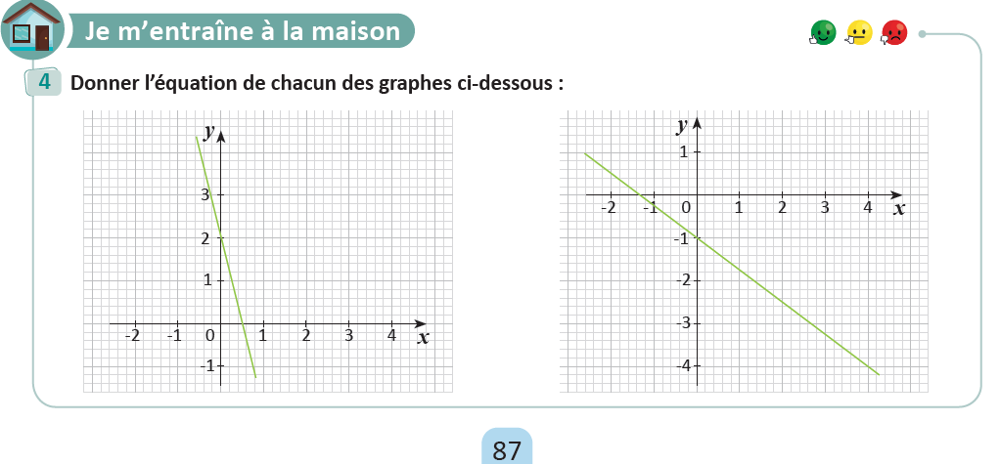 Je m'entraîne à la maison
4 Donner l'équation de chacun des graphes ci-dessous :
y
3
2
1
-2 -1 0 1 2 3 4 x
-1
y
1
-2 -1 0 1 2 3 4 x
-1
-2
-3
-4
87